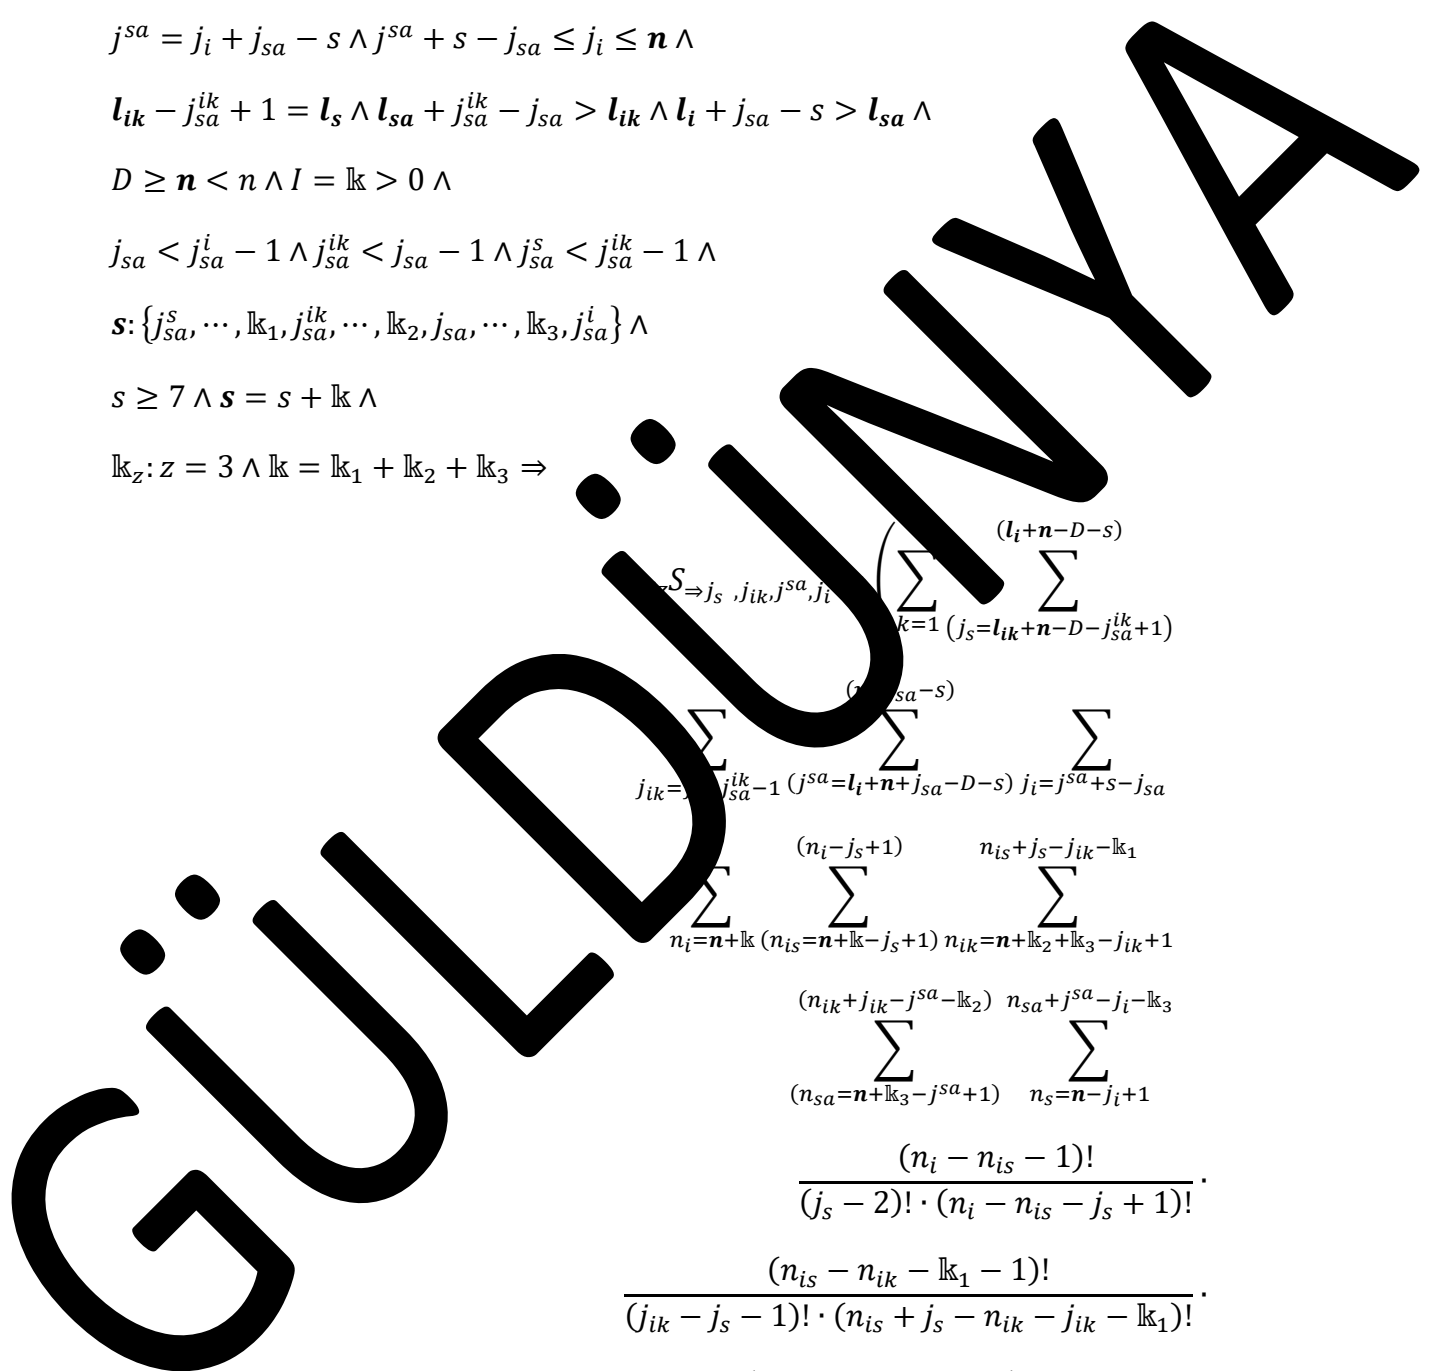 j^{sa} = j_i + j_{sa} − s ∧ j^{sa} + s − j_{sa} ≤ j_i ≤ 𝒏 ∧
𝒍_{ik} − j_{sa}^{ik} + 1 = 𝒍_s ∧ 𝒍_{sa} + j_{sa}^{ik} − j_{sa} > 𝒍_{ik} ∧ 𝒍_i + j_{sa} − s > 𝒍_{sa} ∧
D ≥ 𝒏 < n ∧ I = 𝕜 > 0 ∧
j_{sa} < j_{sa}^i − 1 ∧ j_{sa}^{ik} < j_{sa} − 1 ∧ j_{sa}^s < j_{sa}^{ik} − 1 ∧
𝒔: {j_{sa}^s, ⋯, 𝕜_1, j_{sa}^{ik}, ⋯, 𝕜_2, j_{sa}, ⋯, 𝕜_3, j_{sa}^i} ∧
s ≥ 7 ∧ 𝒔 = s + 𝕜 ∧
𝕜_z: z = 3 ∧ 𝕜 = 𝕜_1 + 𝕜_2 + 𝕜_3 ⇒
GÜLDÜNYA
(𝒍_i+𝒏−D−s)
S_{⇒j_s ,j_{ik},j^{sa},j_i} ( ∑ ∑
k=1 (j_s=𝒍_{ik}+𝒏−D−j_{sa}^{ik}+1)
_{sa}−s)
∑ ∑ ∑
j_{ik}= j_{sa}^{ik}−1 (j^{sa}=𝒍_i+𝒏+j_{sa}−D−s) j_i=j^{sa}+s−j_{sa}
(n_i−j_s+1) n_{is}+j_s−j_{ik}−𝕜_1
∑ ∑ ∑
n_i=𝒏+𝕜 (n_{is}=𝒏+𝕜−j_s+1) n_{ik}=𝒏+𝕜_2+𝕜_3−j_{ik}+1
(n_{ik}+j_{ik}−j^{sa}−𝕜_2) n_{sa}+j^{sa}−j_i−𝕜_3
∑ ∑
(n_{sa}=𝒏+𝕜_3−j^{sa}+1) n_s=𝒏−j_i+1
(n_i − n_{is} − 1)!
(j_s − 2)! · (n_i − n_{is} − j_s + 1)! ·
(n_{is} − n_{ik} − 𝕜_1 − 1)!
(j_{ik} − j_s − 1)! · (n_{is} + j_s − n_{ik} − j_{ik} − 𝕜_1)! ·